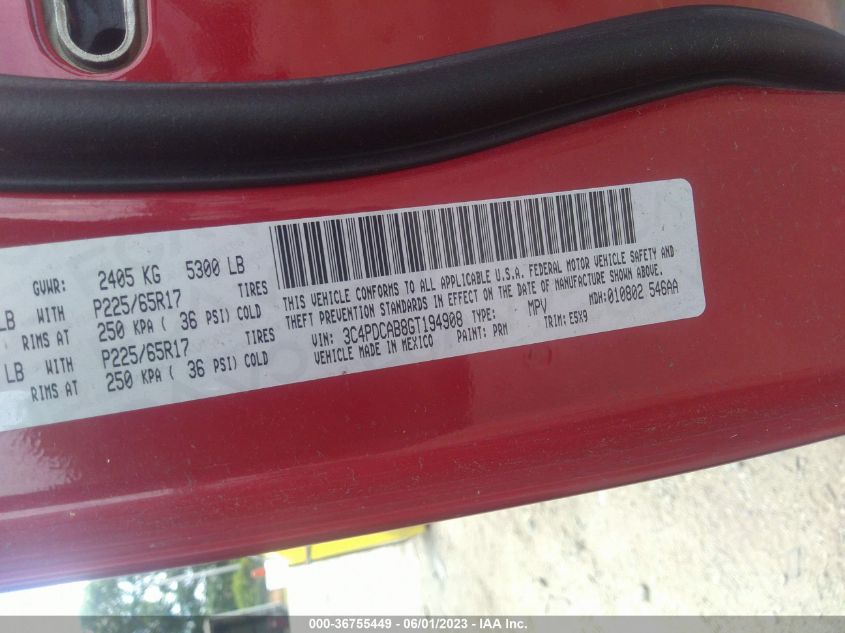 GVWR: 2405 KG 5300 LB
LB WITH P225/65R17 TIRES
RIMS AT 250 KPA ( 36 PSI) COLD
LB WITH P225/65R17 TIRES
RIMS AT 250 KPA ( 36 PSI) COLD
THIS VEHICLE CONFORMS TO ALL APPLICABLE U.S.A. FEDERAL MOTOR VEHICLE SAFETY AND
THEFT PREVENTION STANDARDS IN EFFECT ON THE DATE OF MANUFACTURE SHOWN ABOVE.
VIN: 3C4PDCAB8GT194908 TYPE: MPV MDH: 010802 546AA
VEHICLE MADE IN MEXICO PAINT: PRM TRIM: E5X9
000-36755449 - 06/01/2023 - IAA Inc.